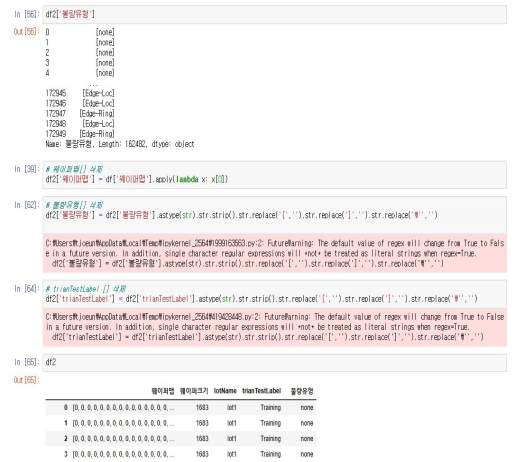 In [56]: df2['불량유형']
Out[56]: 0 [none]
1 [none]
2 [none]
3 [none]
4 [none]
...
172945 [Edge-Loc]
172946 [Edge-Loc]
172947 [Edge-Ring]
172948 [Edge-Loc]
172949 [Edge-Ring]
Name: 불량유형, Length: 162482, dtype: object
In [39]: # 웨이퍼맵[] 삭제
df2['웨이퍼맵'] = df['웨이퍼맵'].apply(lambda x: x[0])
In [62]: # 불량유형[] 삭제
df2['불량유형'] = df2['불량유형'].astype(str).str.strip().str.replace('[','').str.replace(']','').str.replace('\'','')
C:₩Users₩tjoeun₩AppData₩Local₩Temp₩ipykernel_2564₩1999163563.py:2: FutureWarning: The default value of regex will change from True to Fals
e in a future version. In addition, single character regular expressions will *not* be treated as literal strings when regex=True.
df2['불량유형'] = df2['불량유형'].astype(str).str.strip().str.replace('[','').str.replace(']','').str.replace('₩'','')
In [64]: # trianTestLabel [] 삭제
df2['trianTestLabel'] = df2['trianTestLabel'].astype(str).str.strip().str.replace('[','').str.replace(']','').str.replace('₩'','')
C:₩Users₩tjoeun₩AppData₩Local₩Temp₩ipykernel_2564₩419428448.py:2: FutureWarning: The default value of regex will change from True to False
in a future version. In addition, single character regular expressions will *not* be treated as literal strings when regex=True.
df2['trianTestLabel'] = df2['trianTestLabel'].astype(str).str.strip().str.replace('[','').str.replace(']','').str.replace('₩'','')
In [65]: df2
Out[65]:
웨이퍼맵 웨이퍼크기 lotName trianTestLabel 불량유형
0 [0, 0, 0, 0, 0, 0, 0, 0, 0, 0, 0, 0, 0, 0, 0, ... 1683 lot1 Training none
1 [0, 0, 0, 0, 0, 0, 0, 0, 0, 0, 0, 0, 0, 0, 0, ... 1683 lot1 Training none
2 [0, 0, 0, 0, 0, 0, 0, 0, 0, 0, 0, 0, 0, 0, 0, ... 1683 lot1 Training none
3 [0, 0, 0, 0, 0, 0, 0, 0, 0, 0, 0, 0, 0, 0, 0, ... 1683 lot1 Training none